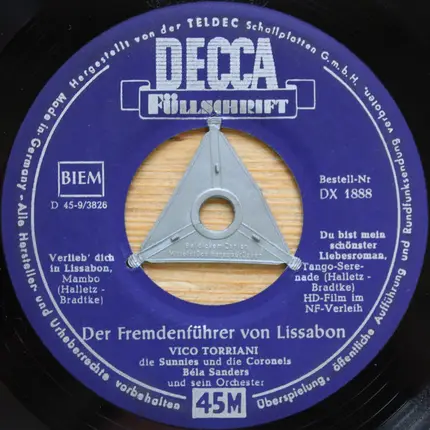 Hergestellt von der TELDEC Schallplatten G.m.b.H.
DECCA
FÜLLSCHRIFT
Made in Germany - Alle Hersteller- und Urheberrechte vorbehalten
Überspielung, öffentliche Aufführung und Rundfunksendung verboten.
BIEM
D 45-9/3826
Bestell-Nr
DX 1888
Verlieb' dich
in Lissabon,
Mambo
(Halletz -
Bradtke)
Du bist mein
schönster
Liebesroman,
Tango-Sere-
nade (Halletz -
Bradtke)
HD-Film im
NF-Verleih
Der Fremdenführer von Lissabon
VICO TORRIANI
die Sunnies und die Coronels
Béla Sanders
und sein Orchester
45M